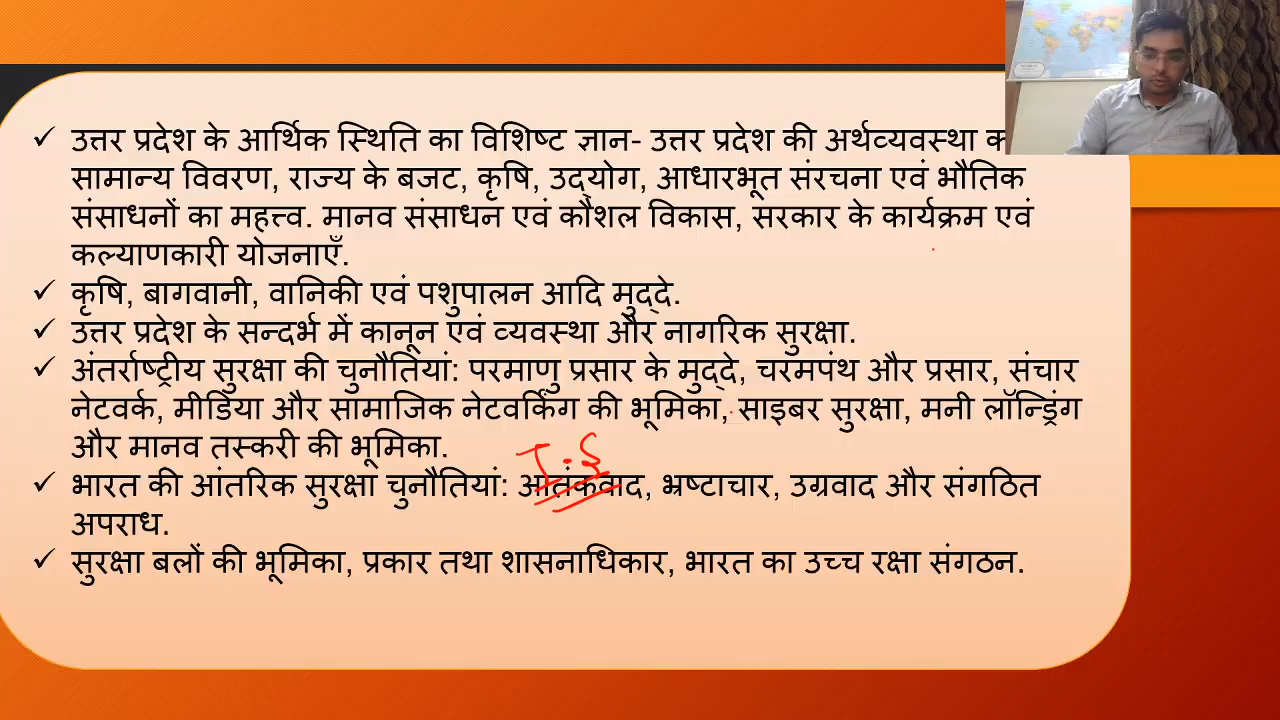 उत्तर प्रदेश के आर्थिक स्थिति का विशिष्ट ज्ञान- उत्तर प्रदेश की अर्थव्यवस्था
सामान्य विवरण, राज्य के बजट, कृषि, उद्योग, आधारभूत संरचना एवं भौतिक
संसाधनों का महत्त्व. मानव संसाधन एवं कौशल विकास, सरकार के कार्यक्रम एवं
कल्याणकारी योजनाएँ.
कृषि, बागवानी, वानिकी एवं पशुपालन आदि मुद्दे.
उत्तर प्रदेश के सन्दर्भ में कानून एवं व्यवस्था और नागरिक सुरक्षा.
अंतर्राष्ट्रीय सुरक्षा की चुनौतियां: परमाणु प्रसार के मुद्दे, चरमपंथ और प्रसार, संचार
नेटवर्क, मीडिया और सामाजिक नेटवर्किंग की भूमिका, साइबर सुरक्षा, मनी लॉन्ड्रिंग
और मानव तस्करी की भूमिका.
भारत की आंतरिक सुरक्षा चुनौतियां: आतंकवाद, भ्रष्टाचार, उग्रवाद और संगठित
अपराध.
सुरक्षा बलों की भूमिका, प्रकार तथा शासनाधिकार, भारत का उच्च रक्षा संगठन.